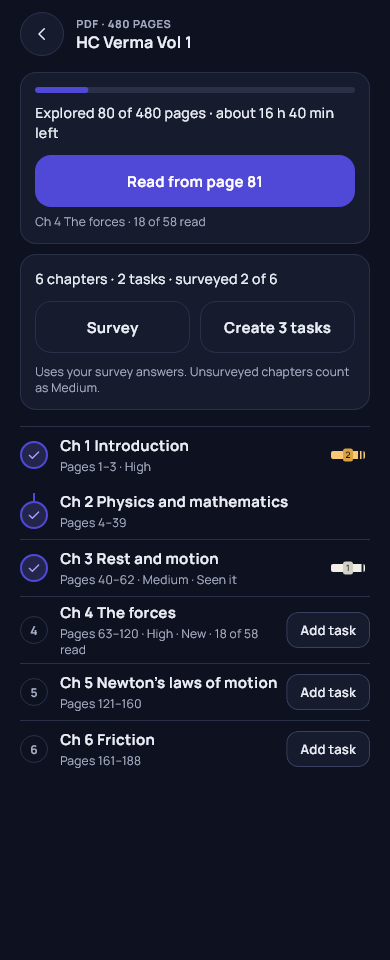 PDF · 480 PAGES
HC Verma Vol 1
Explored 80 of 480 pages · about 16 h 40 min
left
Read from page 81
Ch 4 The forces · 18 of 58 read
6 chapters · 2 tasks · surveyed 2 of 6
Survey
Create 3 tasks
Uses your survey answers. Unsurveyed chapters count
as Medium.
Ch 1 Introduction
Pages 1–3 · High
2
Ch 2 Physics and mathematics
Pages 4–39
Ch 3 Rest and motion
Pages 40–62 · Medium · Seen it
1
4
Ch 4 The forces
Pages 63–120 · High · New · 18 of 58
read
Add task
5
Ch 5 Newton's laws of motion
Pages 121–160
Add task
6
Ch 6 Friction
Pages 161–188
Add task